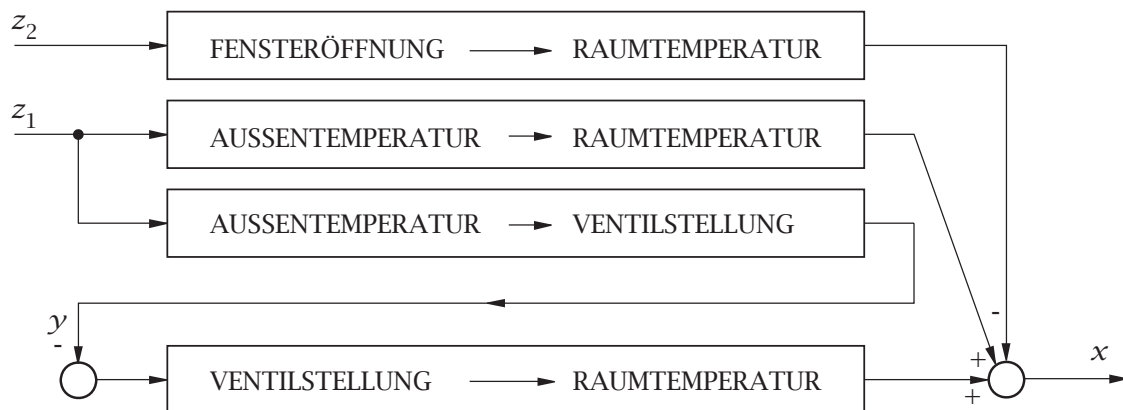 z2
FENSTERÖFFNUNG RAUMTEMPERATUR
z1
AUSSENTEMPERATUR RAUMTEMPERATUR
AUSSENTEMPERATUR VENTILSTELLUNG
y
-
-
+
x
VENTILSTELLUNG RAUMTEMPERATUR
+